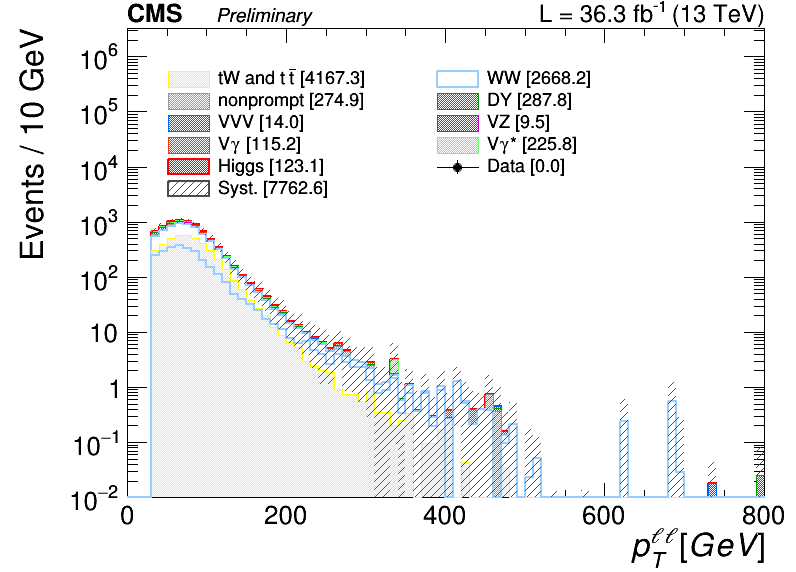 CMS Preliminary L = 36.3 fb⁻¹ (13 TeV)
Events / 10 GeV
10⁶
10⁵
10⁴
10³
10²
10
1
10⁻¹
10⁻²
tW and tt̄ [4167.3]
nonprompt [274.9]
VVV [14.0]
Vγ [115.2]
Higgs [123.1]
Syst. [7762.6]
WW [2668.2]
DY [287.8]
VZ [9.5]
Vγ* [225.8]
Data [0.0]
0 200 400 600 800
p_T^ℓℓ [GeV]